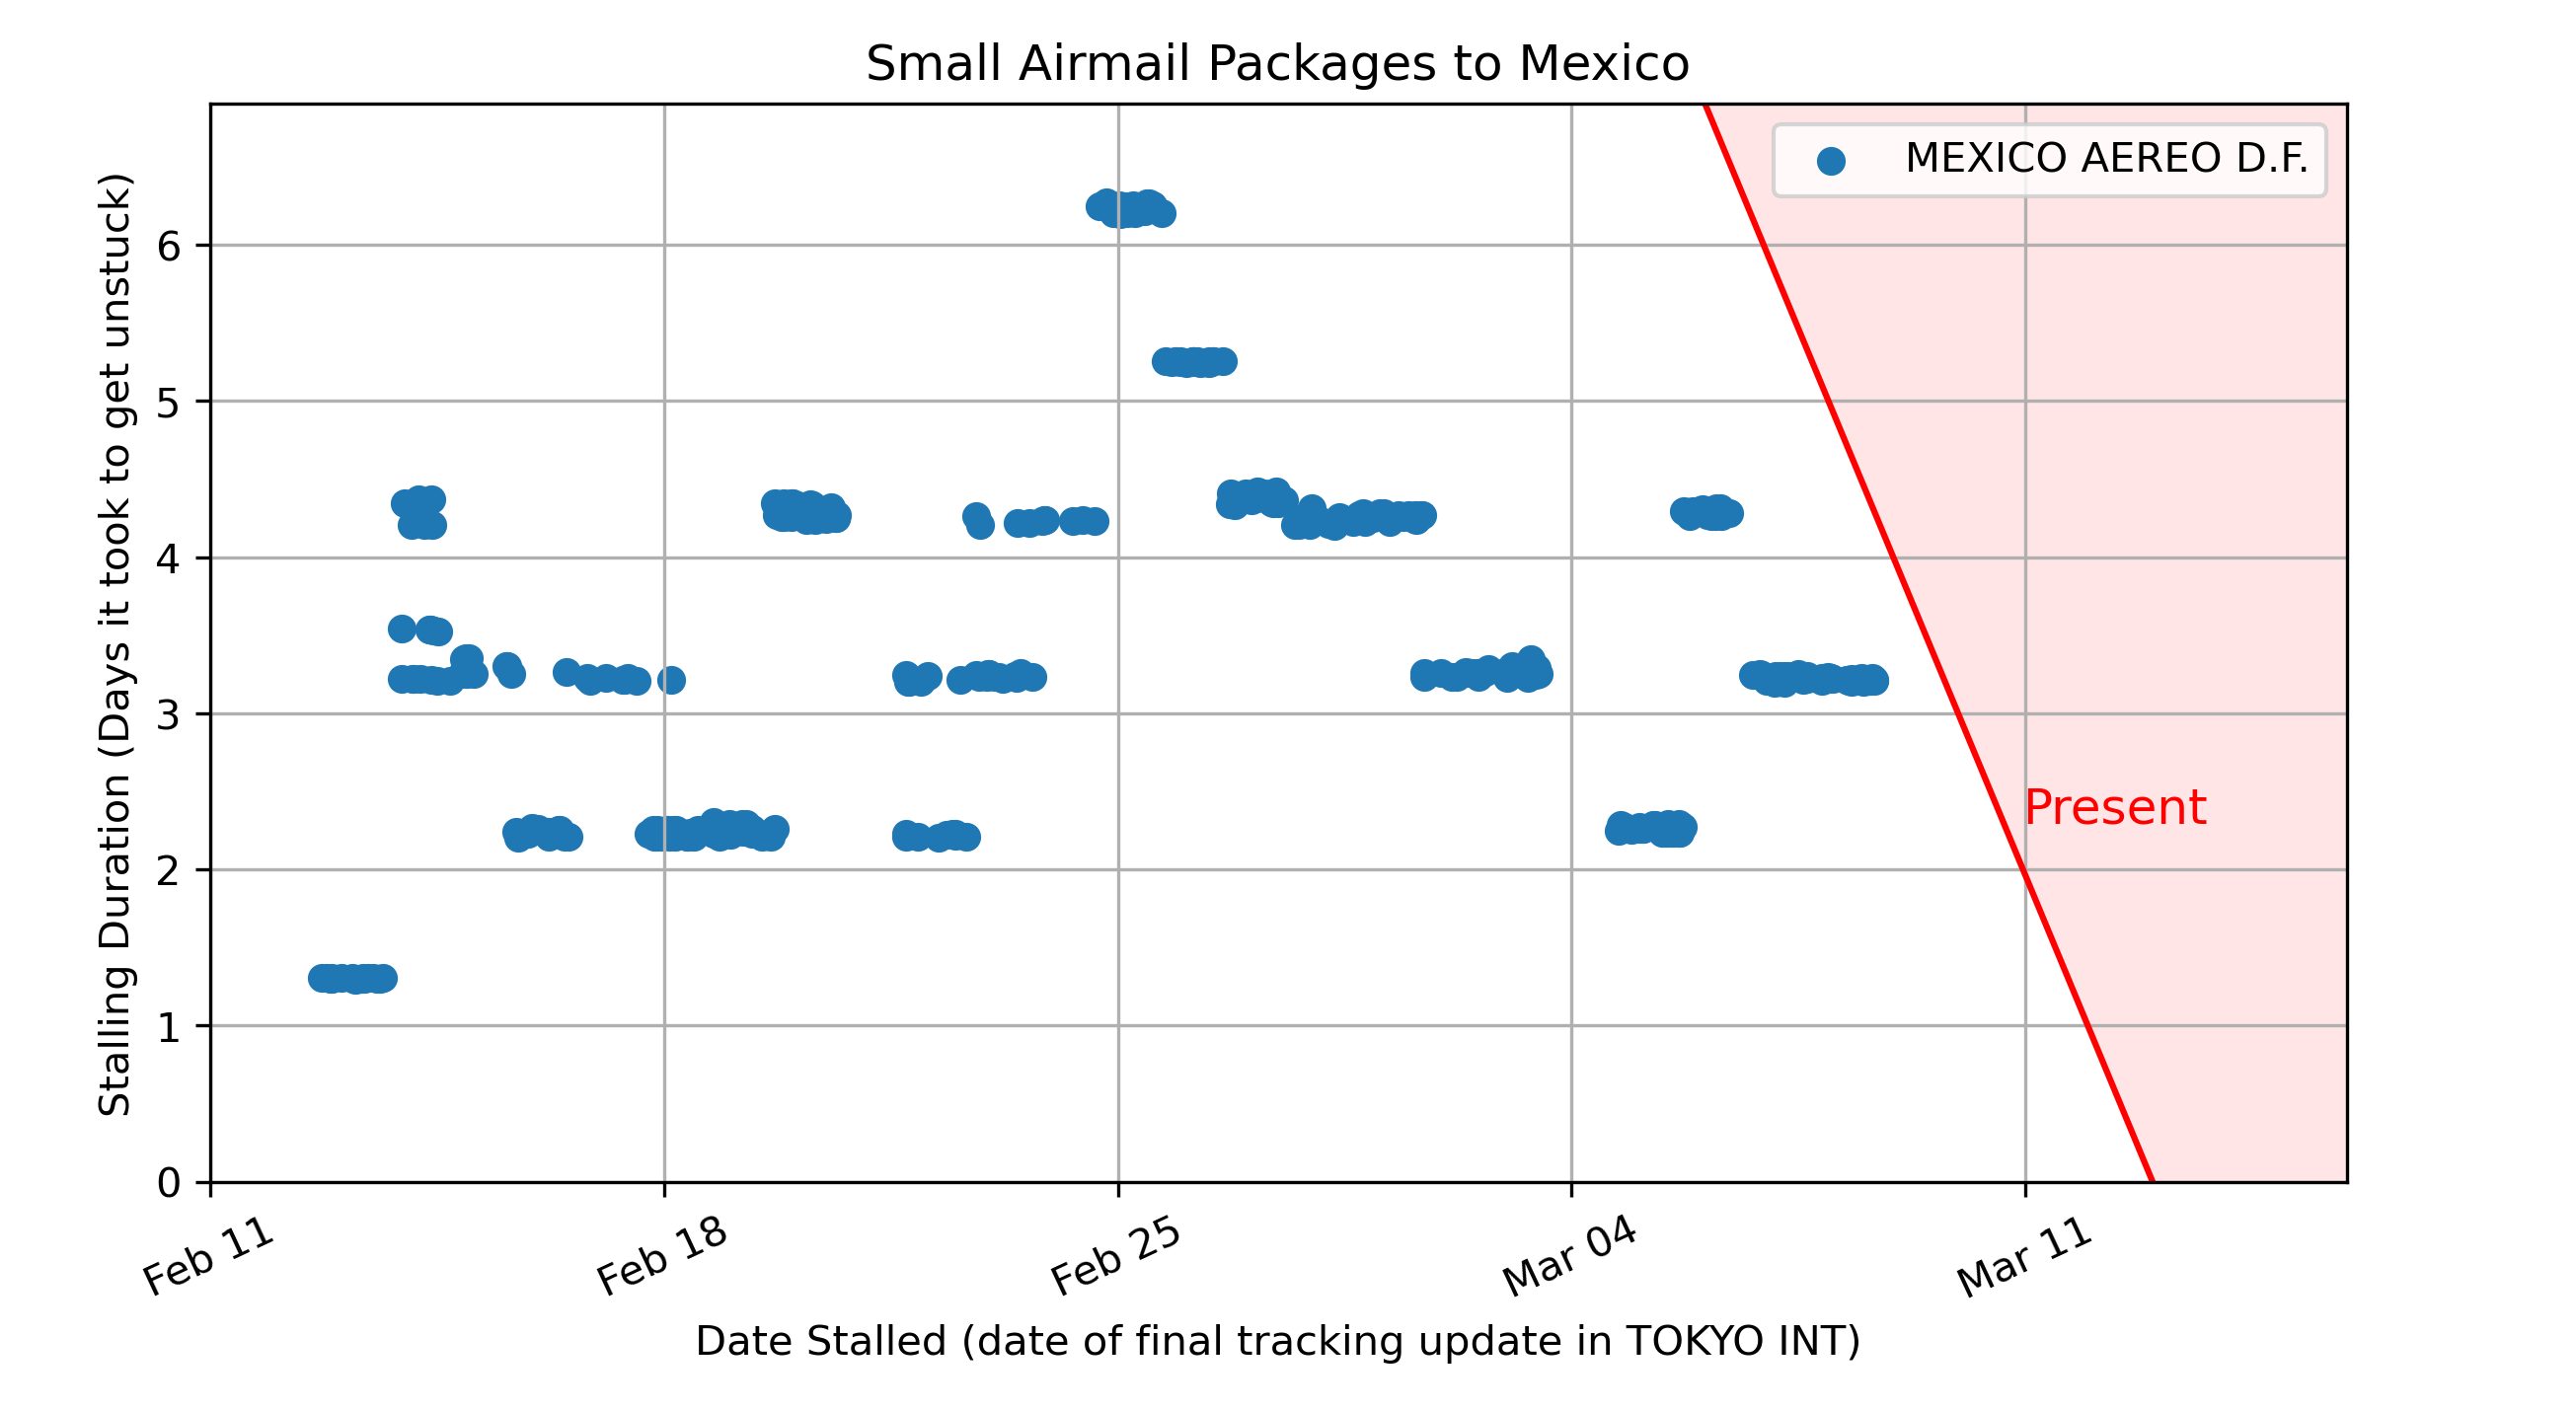 Small Airmail Packages to Mexico
MEXICO AEREO D.F.
Stalling Duration (Days it took to get unstuck)
6
5
4
3
2
1
0
Present
Feb 11
Feb 18
Feb 25
Mar 04
Mar 11
Date Stalled (date of final tracking update in TOKYO INT)